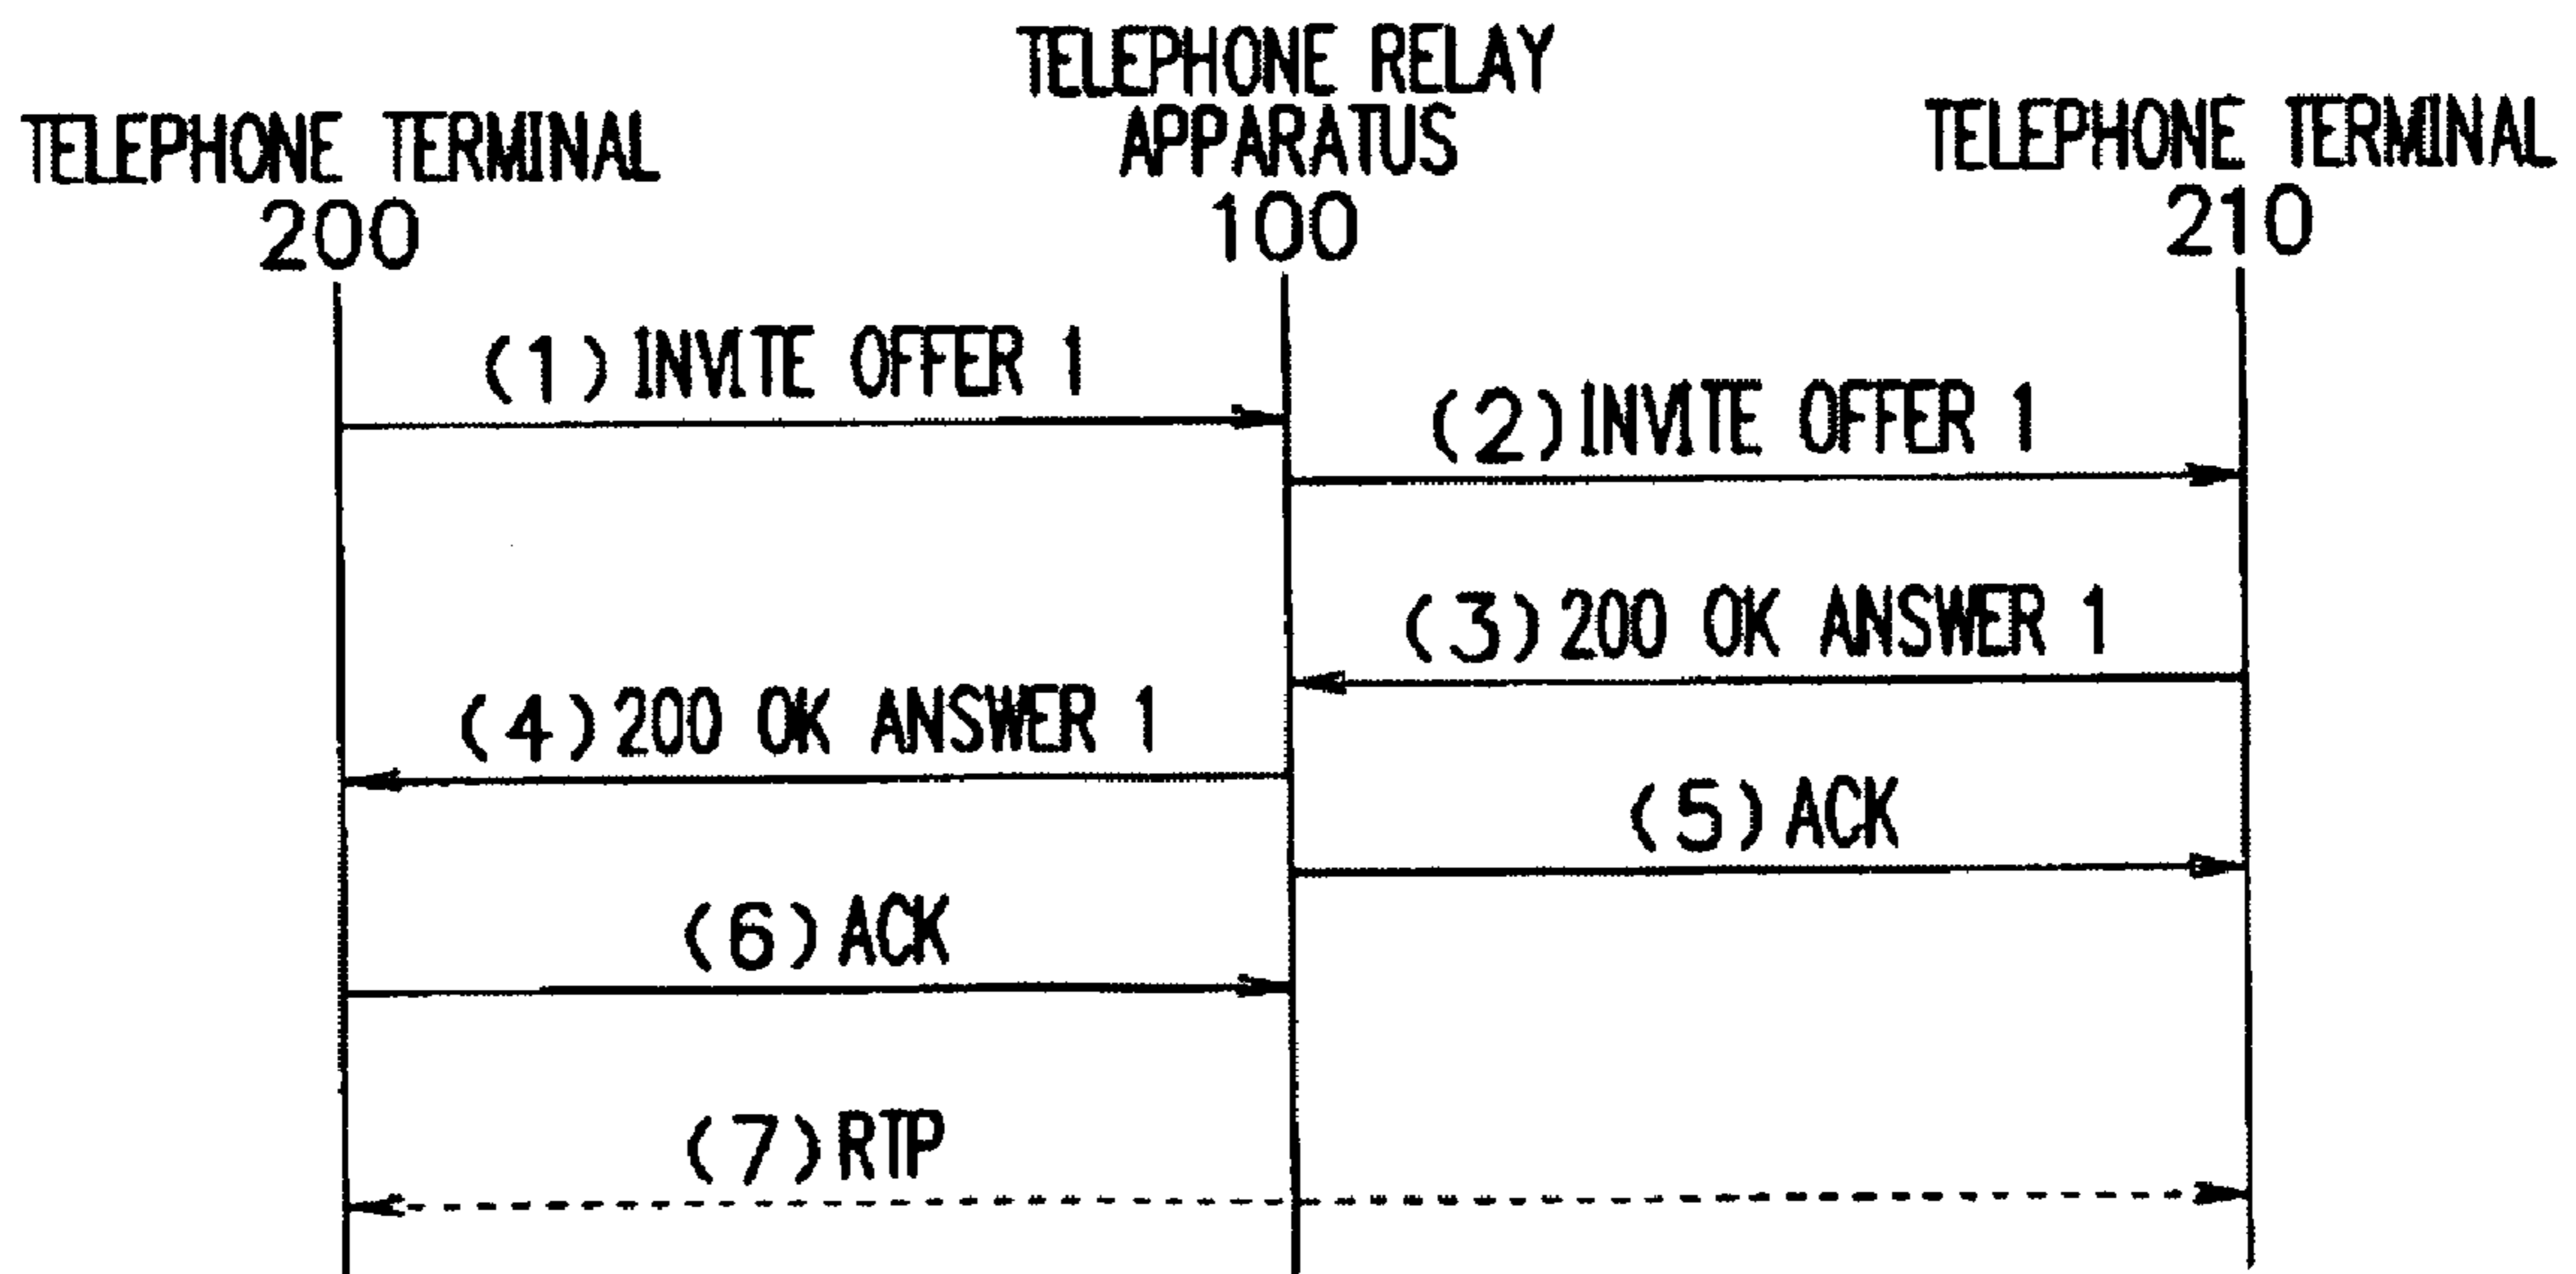 TELEPHONE TERMINAL
200
TELEPHONE RELAY
APPARATUS
100
TELEPHONE TERMINAL
210
(1) INVITE OFFER 1
(2) INVITE OFFER 1
(3) 200 OK ANSWER 1
(4) 200 OK ANSWER 1
(5) ACK
(6) ACK
(7) RTP